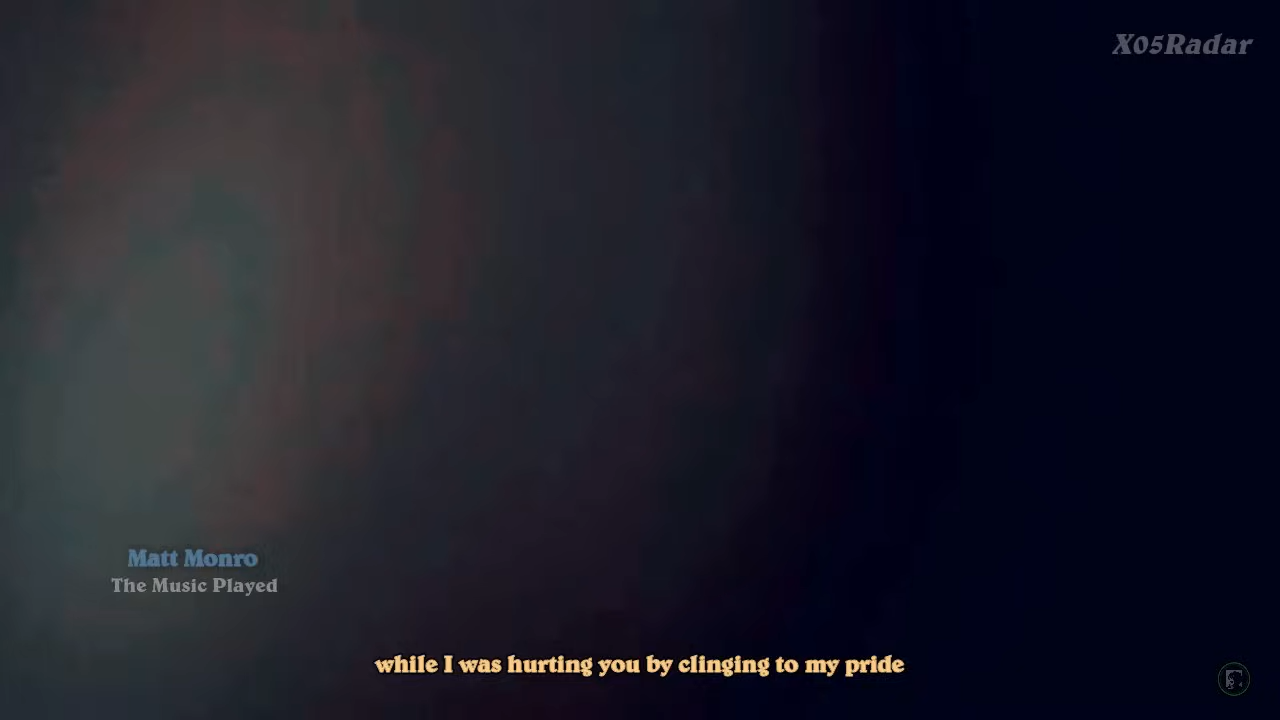 X05Radar
Matt Monro
The Music Played
while I was hurting you by clinging to my pride